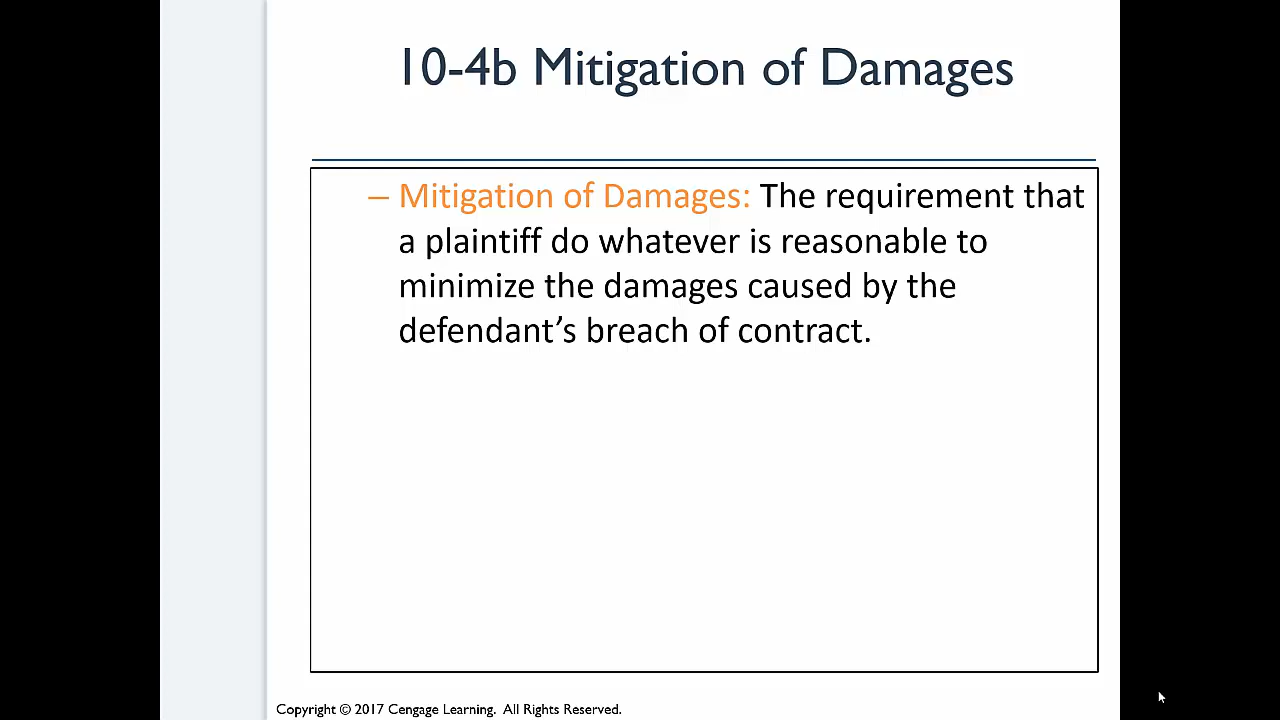 10-4b Mitigation of Damages
– Mitigation of Damages: The requirement that
a plaintiff do whatever is reasonable to
minimize the damages caused by the
defendant’s breach of contract.
Copyright © 2017 Cengage Learning. All Rights Reserved.